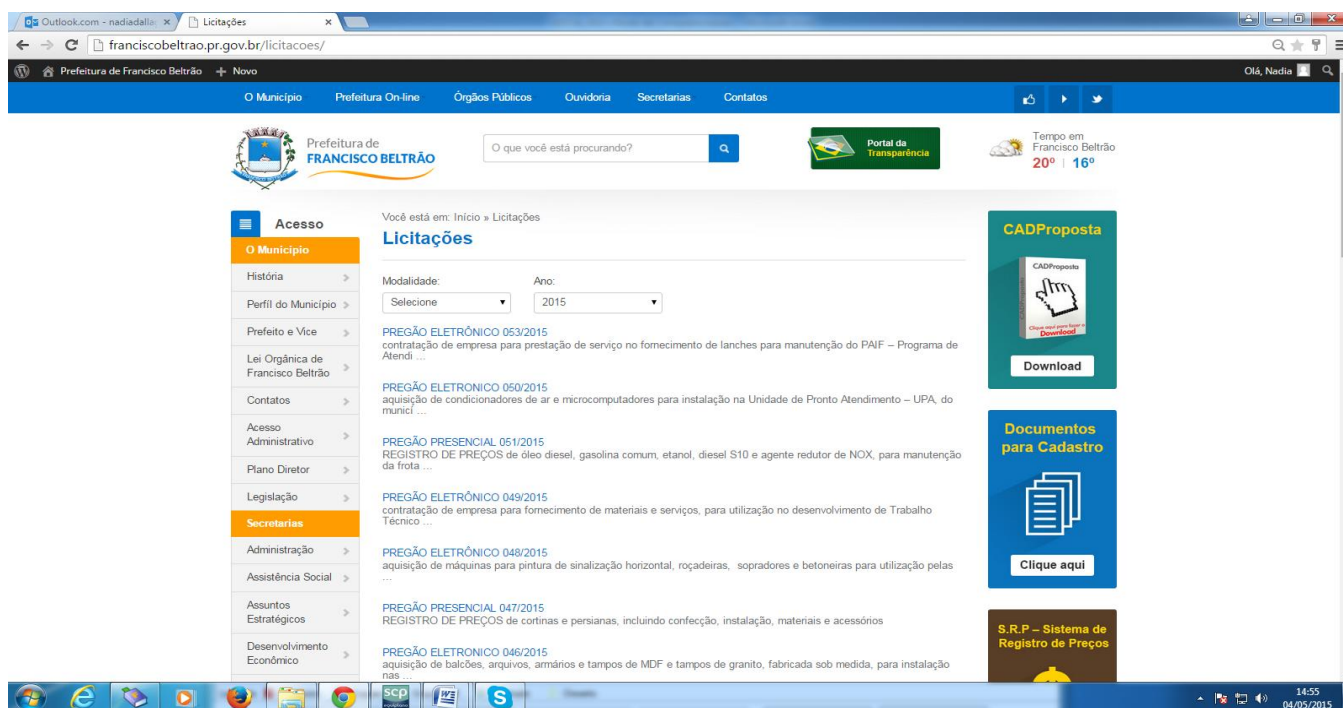 Outlook.com - nadiadalla
Licitações
franciscobeltrao.pr.gov.br/licitacoes/
Prefeitura de Francisco Beltrão
+ Novo
Olá, Nadia
O Município
Prefeitura On-line
Órgãos Públicos
Ouvidoria
Secretarias
Contatos
Prefeitura de
FRANCISCO BELTRÃO
O que você está procurando?
Portal da
Transparência
Tempo em
Francisco Beltrão
20º | 16º
Acesso
O Município
História
Perfíl do Município
Prefeito e Vice
Lei Orgânica de
Francisco Beltrão
Contatos
Acesso
Administrativo
Plano Diretor
Legislação
Secretarias
Administração
Assistência Social
Assuntos
Estratégicos
Desenvolvimento
Econômico
Você está em: Início » Licitações
Licitações
Modalidade:
Ano:
Selecione
2015
PREGÃO ELETRÔNICO 053/2015
contratação de empresa para prestação de serviço no fornecimento de lanches para manutenção do PAIF – Programa de
Atendi ...
PREGÃO ELETRONICO 050/2015
aquisição de condicionadores de ar e microcomputadores para instalação na Unidade de Pronto Atendimento – UPA, do
municí ...
PREGÃO PRESENCIAL 051/2015
REGISTRO DE PREÇOS de óleo diesel, gasolina comum, etanol, diesel S10 e agente redutor de NOX, para manutenção
da frota ...
PREGÃO ELETRÔNICO 049/2015
contratação de empresa para fornecimento de materiais e serviços, para utilização no desenvolvimento de Trabalho
Técnico ...
PREGÃO ELETRÔNICO 048/2015
aquisição de máquinas para pintura de sinalização horizontal, roçadeiras, sopradores e betoneiras para utilização pelas
...
PREGÃO PRESENCIAL 047/2015
REGISTRO DE PREÇOS de cortinas e persianas, incluindo confecção, instalação, materiais e acessórios
PREGÃO ELETRÔNICO 046/2015
aquisição de balcões, arquivos, armários e tampos de MDF e tampos de granito, fabricada sob medida, para instalação
nas ...
CADProposta
CADProposta
Clique aqui para fazer o
Download
Download
Documentos
para Cadastro
Clique aqui
S.R.P – Sistema de
Registro de Preços
scp
14:55
04/05/2015